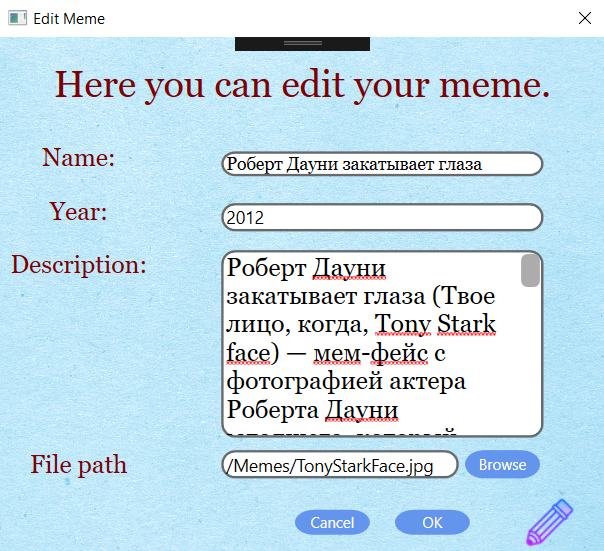 Edit Meme
Here you can edit your meme.
Name:
Роберт Дауни закатывает глаза
Year:
2012
Description:
Роберт Дауни
закатывает глаза (Твое
лицо, когда, Tony Stark
face) — мем-фейс с
фотографией актера
Роберта Дауни
File path
/Memes/TonyStarkFace.jpg
Browse
Cancel
OK